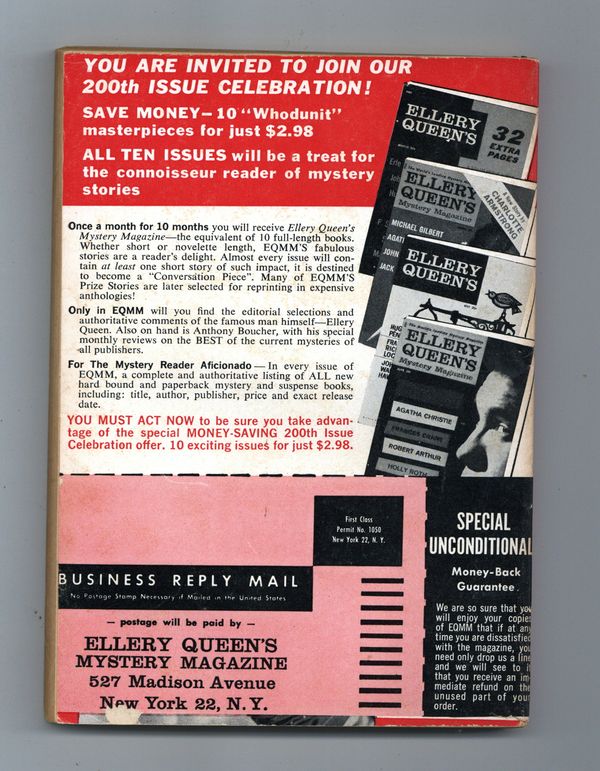 YOU ARE INVITED TO JOIN OUR
200th ISSUE CELEBRATION!
SAVE MONEY—10 "Whodunit"
masterpieces for just $2.98
ALL TEN ISSUES will be a treat for
the connoisseur reader of mystery
stories
Once a month for 10 months you will receive Ellery Queen's
Mystery Magazine—the equivalent of 10 full-length books.
Whether short or novelette length, EQMM'S fabulous
stories are a reader's delight. Almost every issue will con-
tain at least one short story of such impact, it is destined
to become a "Conversation Piece". Many of EQMM'S
Prize Stories are later selected for reprinting in expensive
anthologies!
Only in EQMM will you find the editorial selections and
authoritative comments of the famous man himself—Ellery
Queen. Also on hand is Anthony Boucher, with his special
monthly reviews on the BEST of the current mysteries of
all publishers.
For The Mystery Reader Aficionado—In every issue of
EQMM, a complete and authoritative listing of ALL new
hard bound and paperback mystery and suspense books,
including: title, author, publisher, price and exact release
date.
YOU MUST ACT NOW to be sure you take advan-
tage of the special MONEY-SAVING 200th Issue
Celebration offer. 10 exciting issues for just $2.98.
ELLERY
QUEEN'S
32
EXTRA
PAGES
ELLERY
QUEEN'S
Mystery Magazine
CHARLOTTE
ARMSTRONG
MICHAEL GILBERT
AGAT
JOHN
JACK
ELLERY
QUEEN'S
ELLERY
QUEEN'S
Mystery Magazine
AGATHA CHRISTIE
FRANCES CRANE
ROBERT ARTHUR
HOLLY ROTH
First Class
Permit No. 1050
New York 22, N. Y.
BUSINESS REPLY MAIL
No Postage Stamp Necessary if Mailed in the United States
— postage will be paid by —
ELLERY QUEEN'S
MYSTERY MAGAZINE
527 Madison Avenue
New York 22, N.Y.
SPECIAL
UNCONDITIONAL
Money-Back
Guarantee
We are so sure that you
will enjoy your copies
of EQMM that if at any
time you are dissatisfied
with the magazine, you
need only drop us a line
and we will see to it
that you receive an im-
mediate refund on the
unused part of your
order.